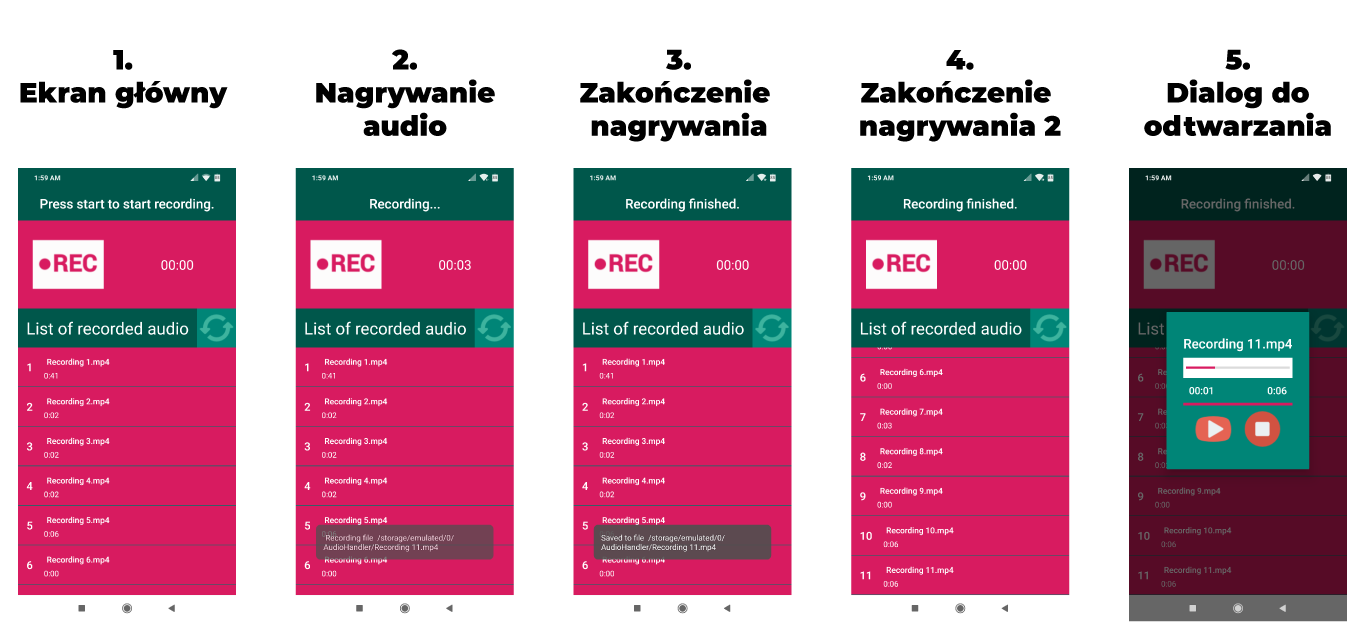 1.
Ekran główny
1:59 AM
Press start to start recording.
REC
00:00
List of recorded audio
1
Recording 1.mp4
0:41
2
Recording 2.mp4
0:02
3
Recording 3.mp4
0:02
4
Recording 4.mp4
0:02
5
Recording 5.mp4
0:06
6
Recording 6.mp4
0:00
2.
Nagrywanie
audio
1:59 AM
Recording...
REC
00:03
List of recorded audio
1
Recording 1.mp4
0:41
2
Recording 2.mp4
0:02
3
Recording 3.mp4
0:02
4
Recording 4.mp4
0:02
5
Recording 5.mp4
Recording file /storage/emulated/0/
AudioHandler/Recording 11.mp4
6
Recording 6.mp4
0:00
3.
Zakończenie
nagrywania
1:59 AM
Recording finished.
REC
00:00
List of recorded audio
1
Recording 1.mp4
0:41
2
Recording 2.mp4
0:02
3
Recording 3.mp4
0:02
4
Recording 4.mp4
0:02
5
Recording 5.mp4
Saved to file /storage/emulated/0/
AudioHandler/Recording 11.mp4
6
Recording 6.mp4
0:00
4.
Zakończenie
nagrywania 2
1:59 AM
Recording finished.
REC
00:00
List of recorded audio
6
Recording 6.mp4
0:00
7
Recording 7.mp4
0:03
8
Recording 8.mp4
0:02
9
Recording 9.mp4
0:00
10
Recording 10.mp4
0:06
11
Recording 11.mp4
0:06
5.
Dialog do
odtwarzania
1:59 AM
Recording finished.
REC
00:00
List
Recording 11.mp4
00:01
0:06
6
7
8
9
Recording 9.mp4
0:00
10
Recording 10.mp4
0:06
11
Recording 11.mp4
0:06